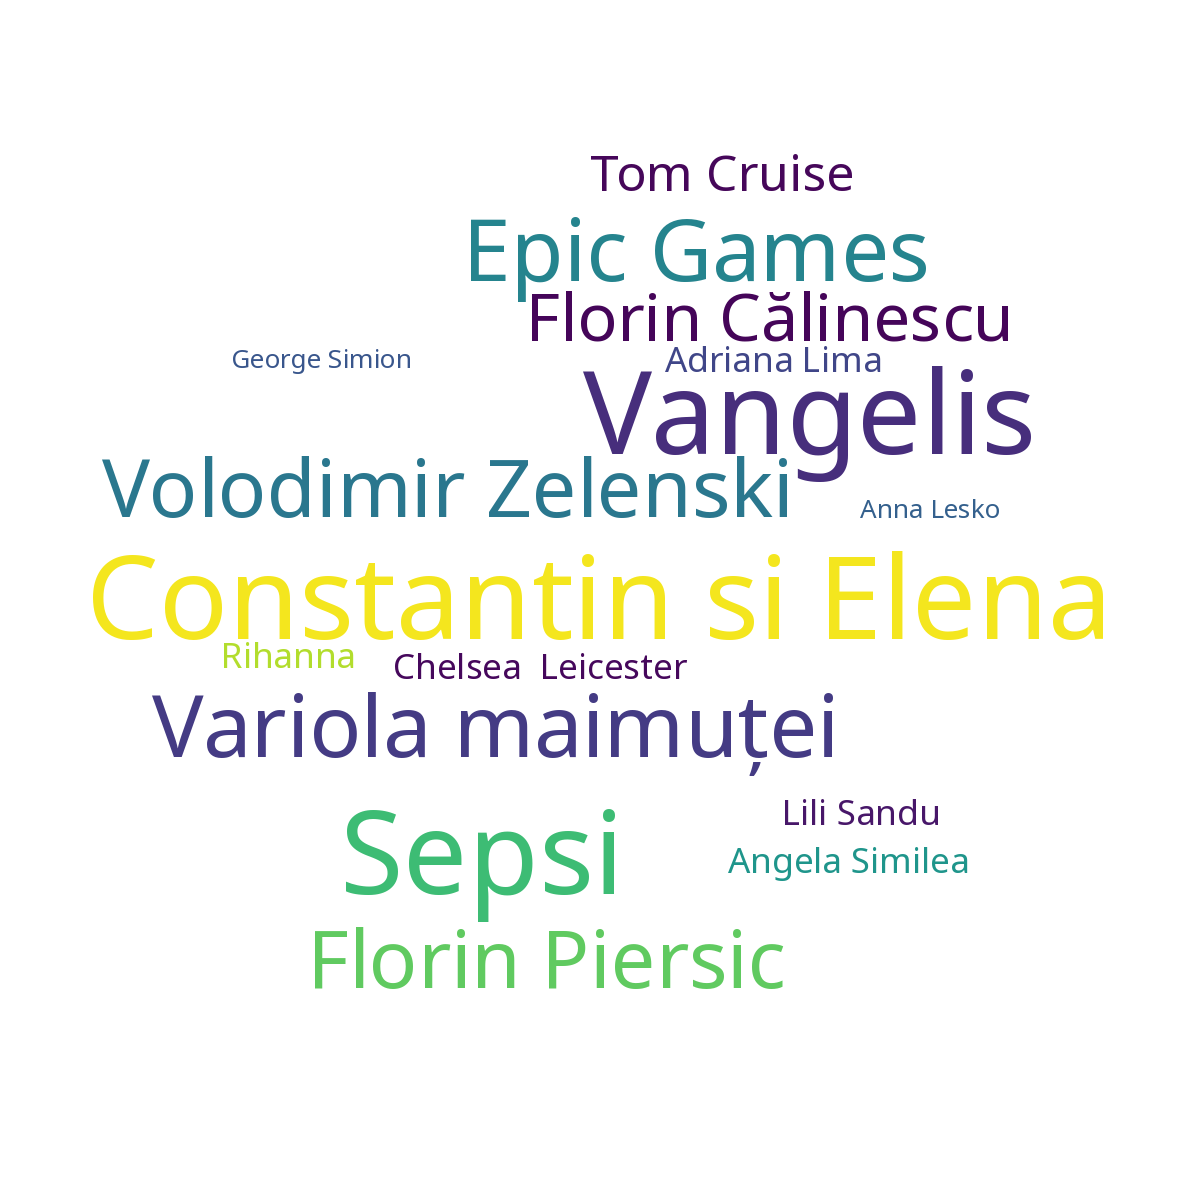 Tom Cruise
Epic Games
Florin Călinescu
George Simion
Adriana Lima
Vangelis
Volodimir Zelenski
Anna Lesko
Constantin si Elena
Rihanna
Chelsea Leicester
Variola maimuței
Lili Sandu
Sepsi
Angela Similea
Florin Piersic